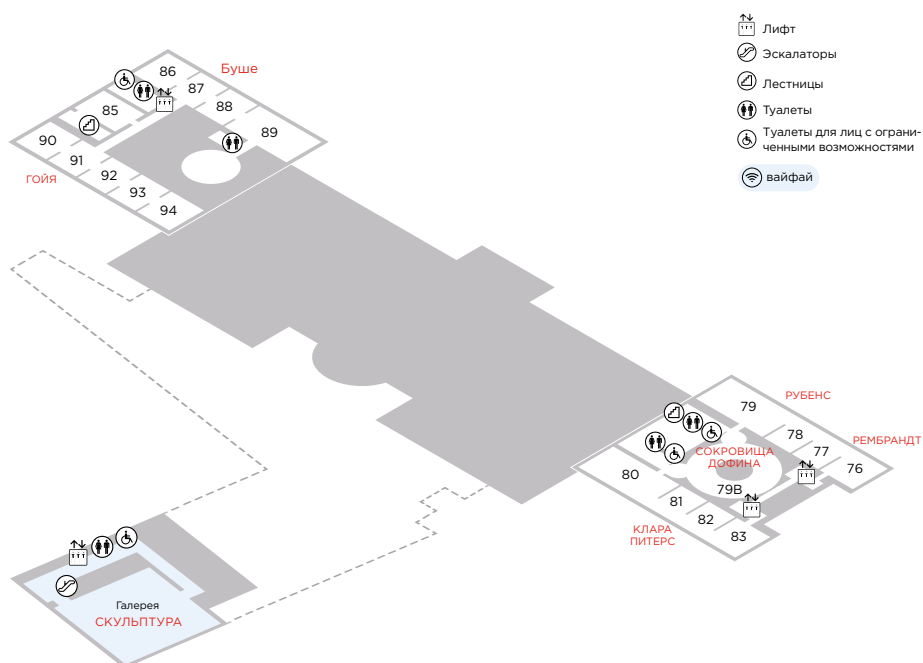 Лифт
Эскалаторы
Лестницы
Туалеты
Туалеты для лиц с ограни-
ченными возможностями
вайфай
Буше
86
87
88
89
85
90
91
92
93
94
ГОЙЯ
РУБЕНС
79
78
77
76
РЕМБРАНДТ
СОКРОВИЩА
ДОФИНА
79B
80
81
82
83
КЛАРА
ПИТЕРС
Галерея
СКУЛЬПТУРА